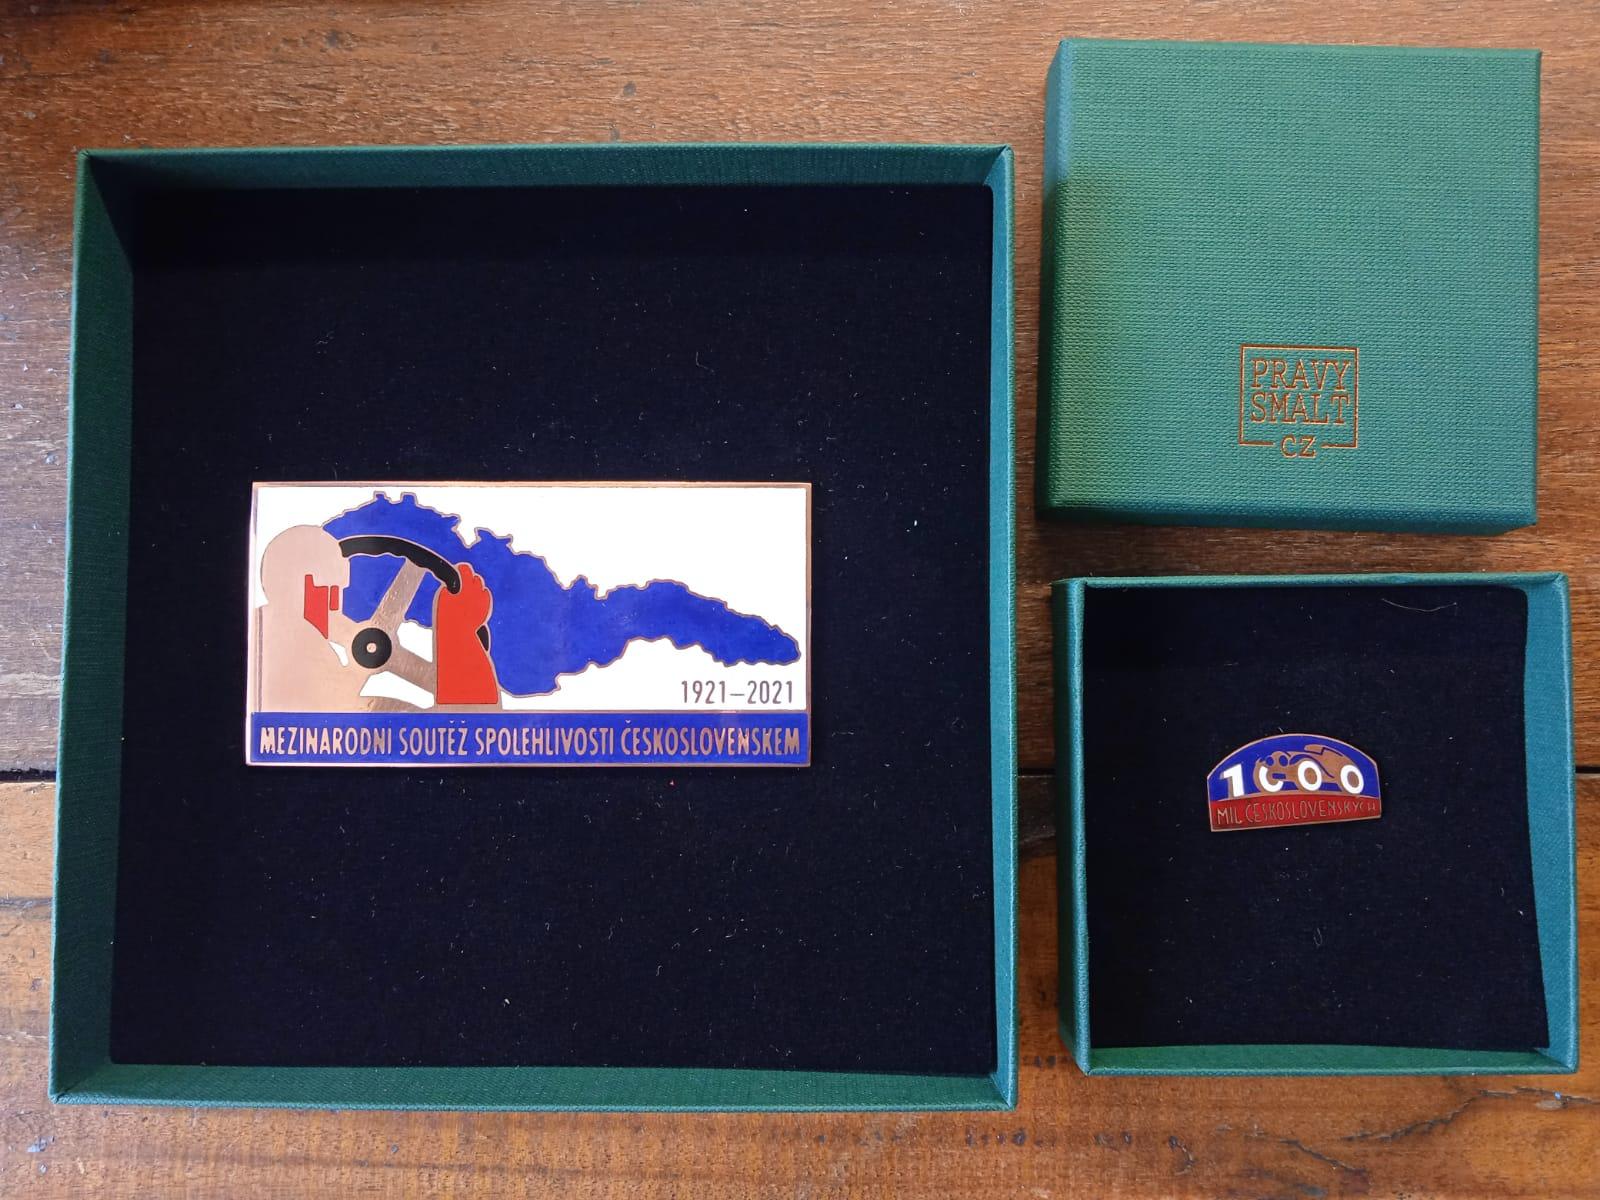 1921–2021
MEZINARODNI SOUTĚŽ SPOLEHLIVOSTI ČESKOSLOVENSKEM
PRAVY
SMALT
CZ
1000
MIL ČESKOSLOVENSKÝCH